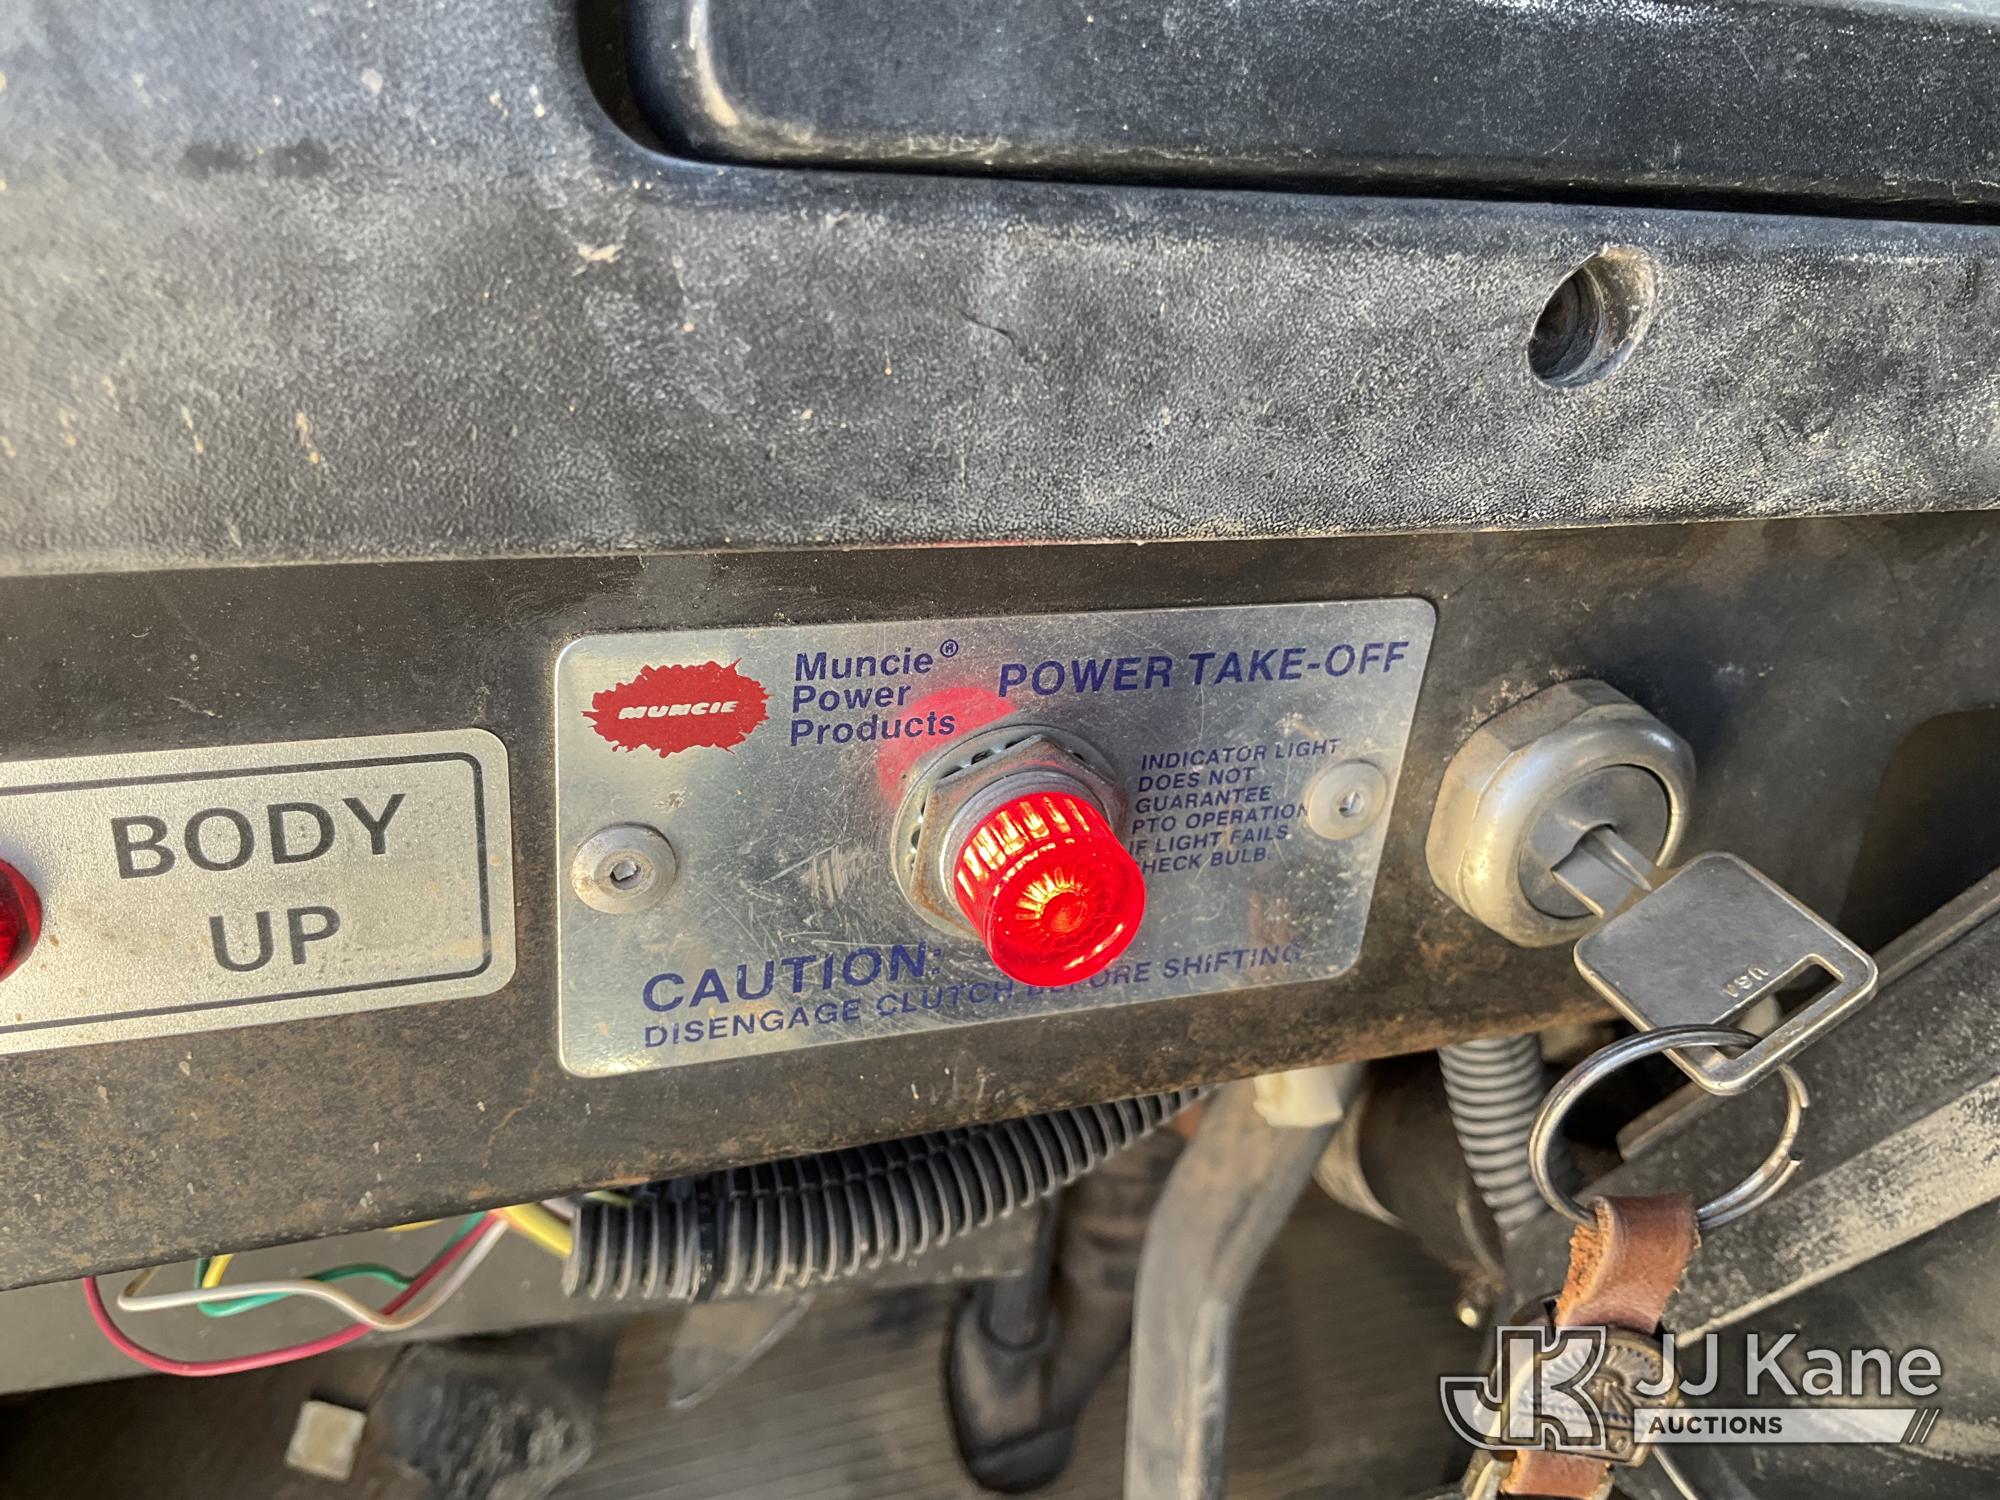 BODY
UP
MUNCIE
Muncie®
Power
Products
POWER TAKE-OFF
INDICATOR LIGHT
DOES NOT
GUARANTEE
PTO OPERATION
IF LIGHT FAILS
CHECK BULB.
CAUTION:
DISENGAGE CLUTCH BEFORE SHIFTING
USA
JK
JJ Kane
AUCTIONS